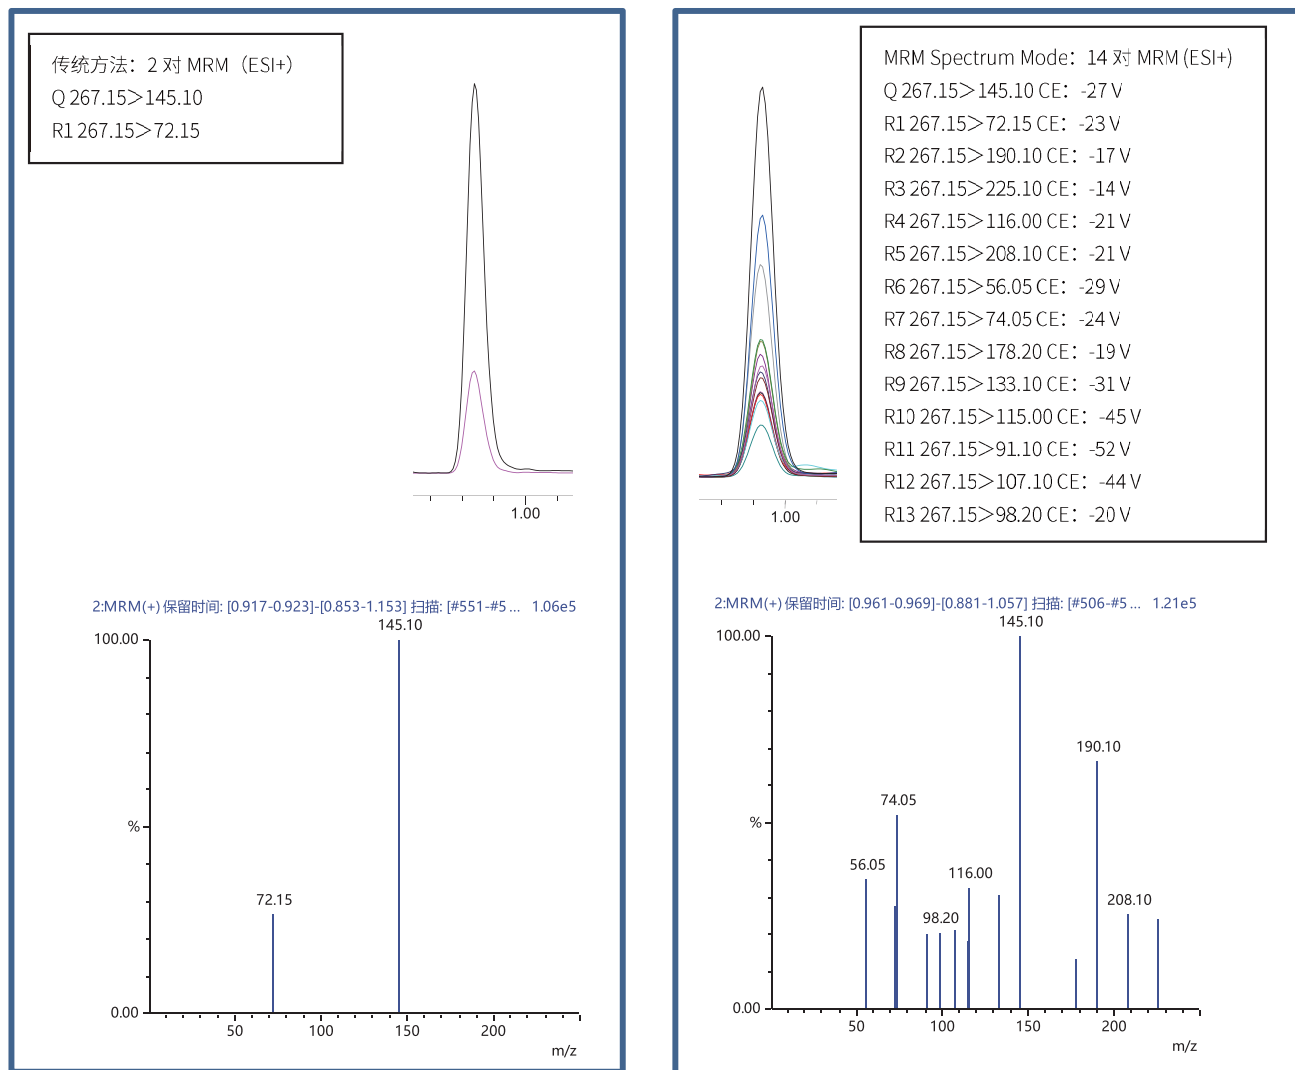 传统方法：2 对 MRM（ESI+）
Q 267.15＞145.10
R1 267.15＞72.15
1.00
2:MRM(+) 保留时间: [0.917-0.923]-[0.853-1.153] 扫描: [#551-#5 ... 1.06e5
145.10
100.00
%
72.15
0.00
50 100 150 200
m/z
MRM Spectrum Mode：14 对 MRM (ESI+)
Q 267.15＞145.10 CE：-27 V
R1 267.15＞72.15 CE：-23 V
R2 267.15＞190.10 CE：-17 V
R3 267.15＞225.10 CE：-14 V
R4 267.15＞116.00 CE：-21 V
R5 267.15＞208.10 CE：-21 V
R6 267.15＞56.05 CE：-29 V
R7 267.15＞74.05 CE：-24 V
R8 267.15＞178.20 CE：-19 V
R9 267.15＞133.10 CE：-31 V
R10 267.15＞115.00 CE：-45 V
R11 267.15＞91.10 CE：-52 V
R12 267.15＞107.10 CE：-44 V
R13 267.15＞98.20 CE：-20 V
1.00
2:MRM(+) 保留时间: [0.961-0.969]-[0.881-1.057] 扫描: [#506-#5 ... 1.21e5
145.10
100.00
190.10
74.05
%
56.05
116.00
208.10
98.20
0.00
50 100 150 200
m/z